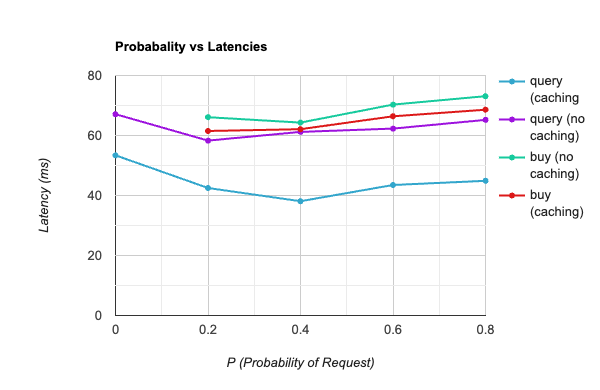 Probabality vs Latencies
80
60
40
20
0
Latency (ms)
0
0.2
0.4
0.6
0.8
P (Probability of Request)
query
(caching
query (no
caching)
buy (no
caching)
buy
(caching)